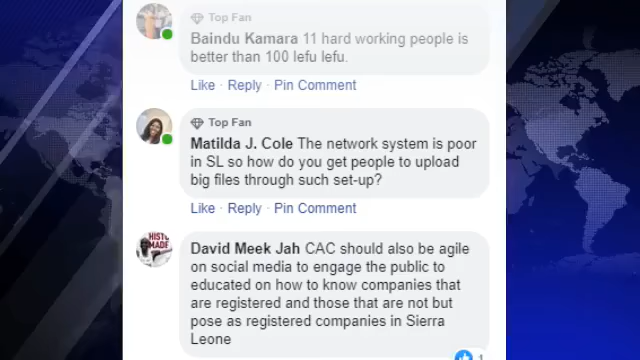 Top Fan
Baindu Kamara 11 hard working people is
better than 100 lefu lefu.
Like · Reply · Pin Comment
Top Fan
Matilda J. Cole The network system is poor
in SL so how do you get people to upload
big files through such set-up?
Like · Reply · Pin Comment
HISTO
MADE
David Meek Jah CAC should also be agile
on social media to engage the public to
educated on how to know companies that
are registered and those that are not but
pose as registered companies in Sierra
Leone
1